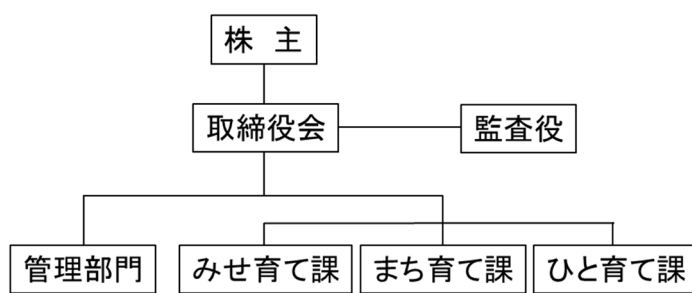 株 主
取締役会
監査役
管理部門
みせ育て課
まち育て課
ひと育て課